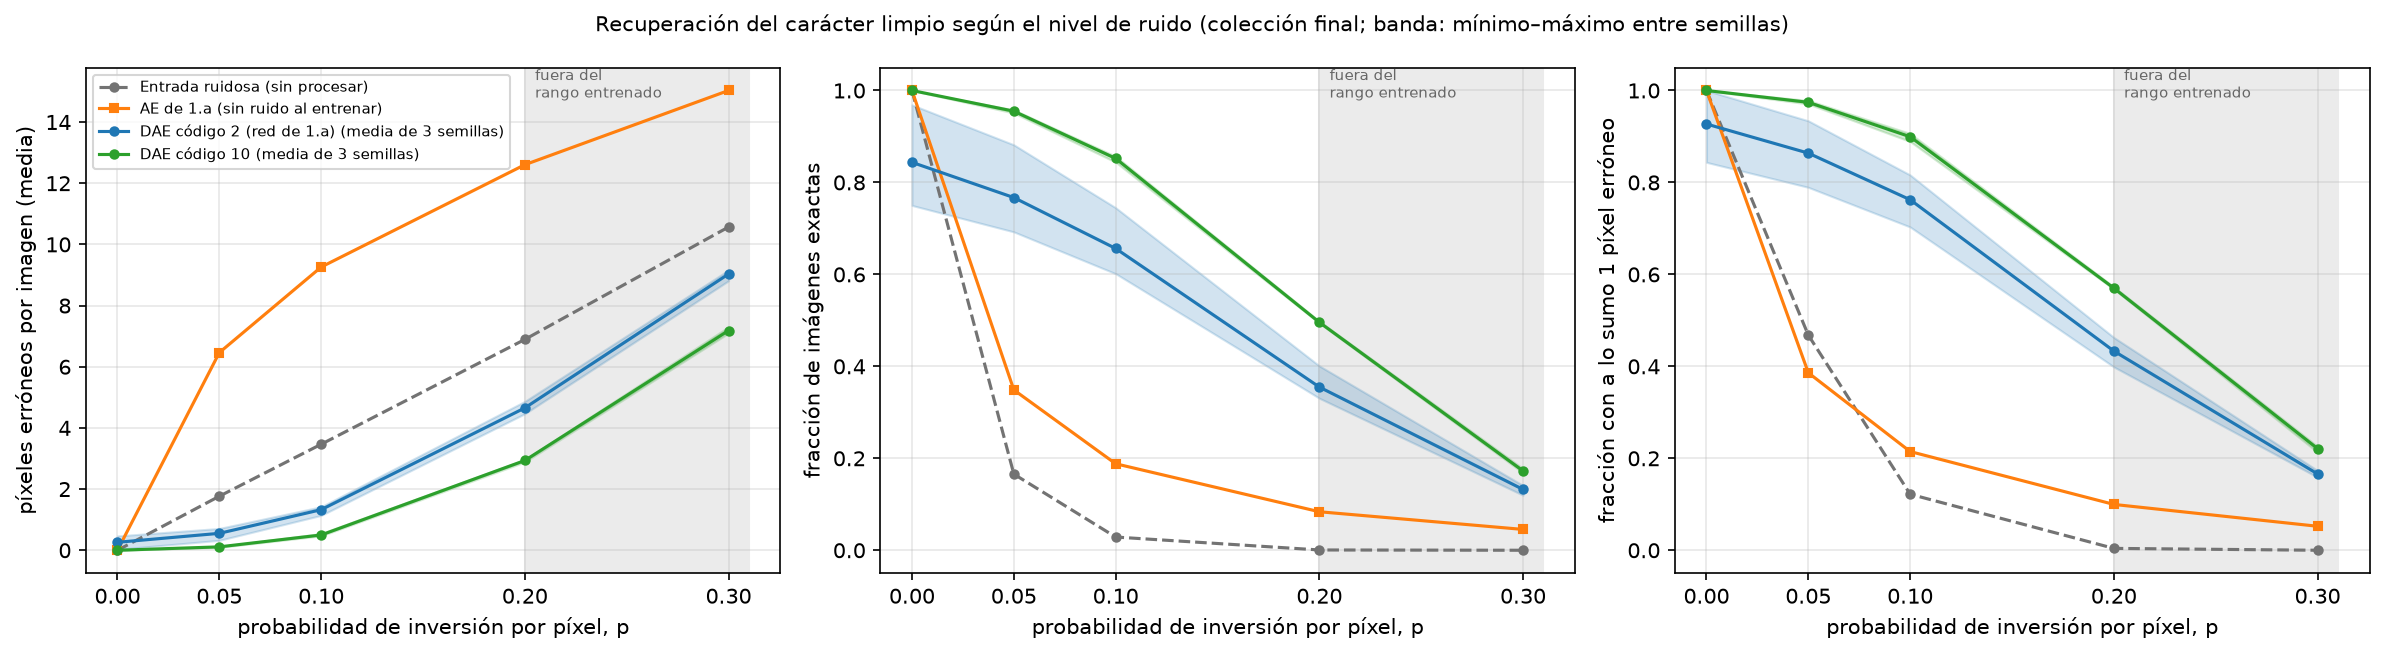 Recuperación del carácter limpio según el nivel de ruido (colección final; banda: mínimo–máximo entre semillas)
píxeles erróneos por imagen (media)
14
12
10
8
6
4
2
0
Entrada ruidosa (sin procesar)
AE de 1.a (sin ruido al entrenar)
DAE código 2 (red de 1.a) (media de 3 semillas)
DAE código 10 (media de 3 semillas)
fuera del
rango entrenado
0.00 0.05 0.10 0.20 0.30
probabilidad de inversión por píxel, p
fracción de imágenes exactas
1.0
0.8
0.6
0.4
0.2
0.0
fuera del
rango entrenado
0.00 0.05 0.10 0.20 0.30
probabilidad de inversión por píxel, p
fracción con a lo sumo 1 píxel erróneo
1.0
0.8
0.6
0.4
0.2
0.0
fuera del
rango entrenado
0.00 0.05 0.10 0.20 0.30
probabilidad de inversión por píxel, p